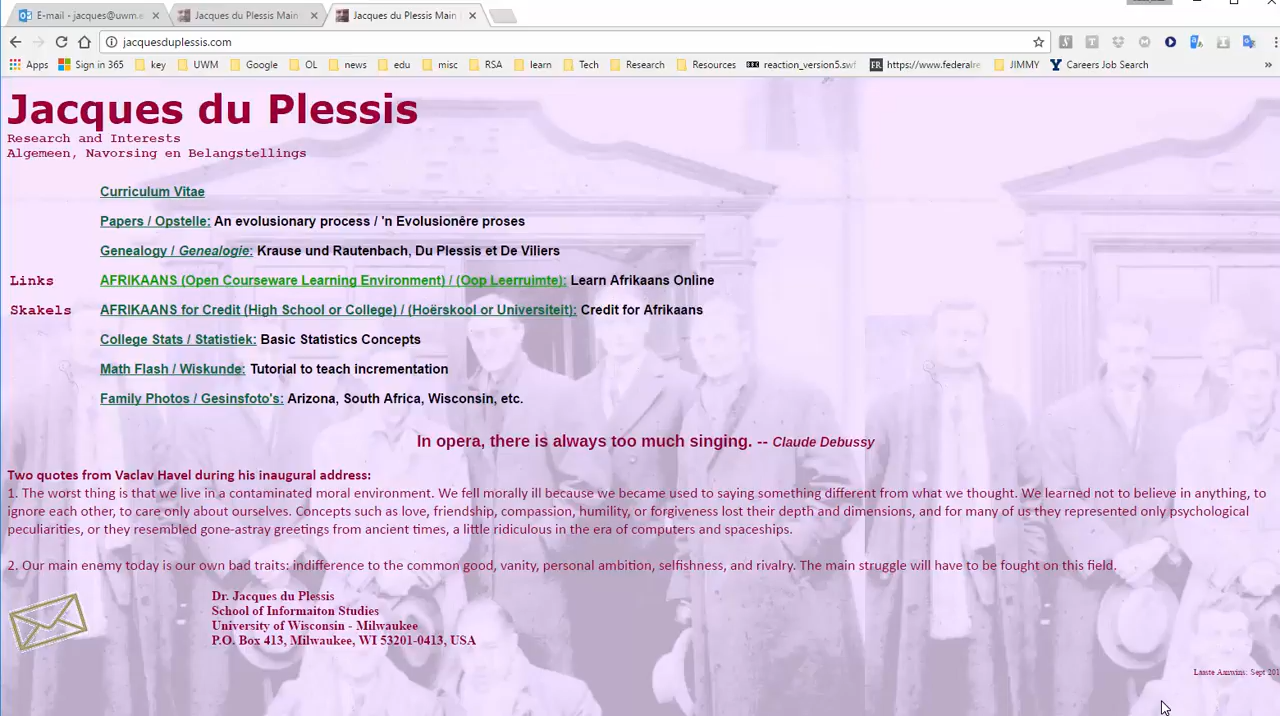 E-mail - jacques@uwm.e
Jacques du Plessis Main
Jacques du Plessis Main
jacquesduplessis.com
Apps Sign in 365 key UWM Google OL news edu misc RSA learn Tech Research Resources reaction_version5.swf https://www.federalre JIMMY Careers Job Search
Jacques du Plessis
Research and Interests
Algemeen, Navorsing en Belangstellings
Curriculum Vitae
Papers / Opstelle: An evolutionary process / 'n Evolusionêre proses
Genealogy / Genealogie: Krause und Rautenbach, Du Plessis et De Viliers
Links AFRIKAANS (Open Courseware Learning Environment) / (Oop Leerruimte): Learn Afrikaans Online
Skakels AFRIKAANS for Credit (High School or College) / (Hoërskool or Universiteit): Credit for Afrikaans
College Stats / Statistiek: Basic Statistics Concepts
Math Flash / Wiskunde: Tutorial to teach incrementation
Family Photos / Gesinsfoto's: Arizona, South Africa, Wisconsin, etc.
In opera, there is always too much singing. -- Claude Debussy
Two quotes from Vaclav Havel during his inaugural address:
1. The worst thing is that we live in a contaminated moral environment. We fell morally ill because we became used to saying something different from what we thought. We learned not to believe in anything, to
ignore each other, to care only about ourselves. Concepts such as love, friendship, compassion, humility, or forgiveness lost their depth and dimensions, and for many of us they represented only psychological
peculiarities, or they resembled gone-astray greetings from ancient times, a little ridiculous in the era of computers and spaceships.
2. Our main enemy today is our own bad traits: indifference to the common good, vanity, personal ambition, selfishness, and rivalry. The main struggle will have to be fought on this field.
Dr. Jacques du Plessis
School of Informaiton Studies
University of Wisconsin - Milwaukee
P.O. Box 413, Milwaukee, WI 53201-0413, USA
Laaste Aanwins: Sept 201